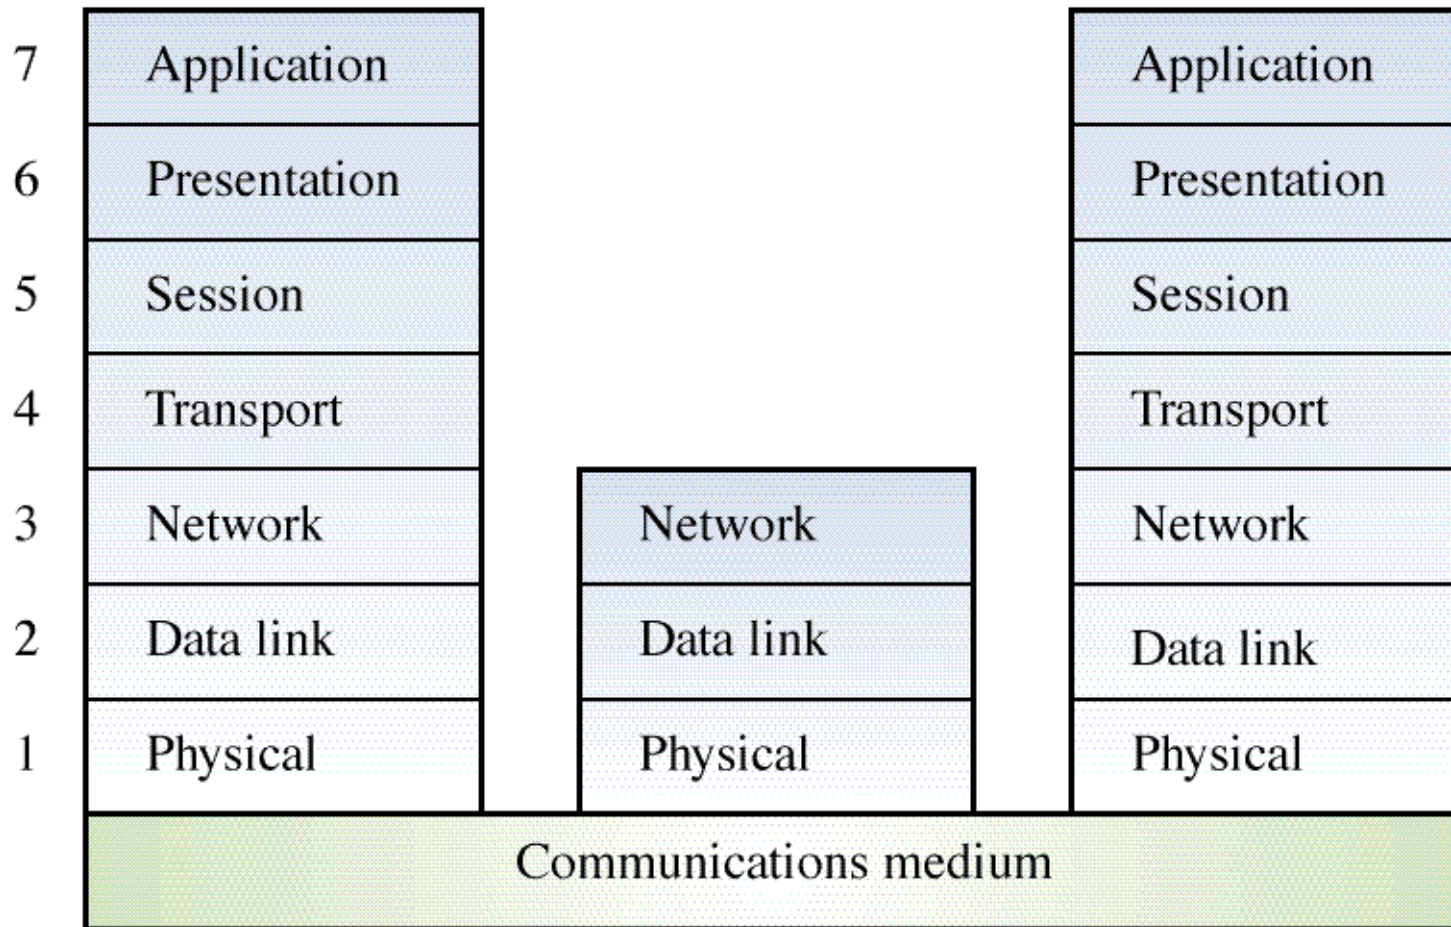 7 Application Application
6 Presentation Presentation
5 Session Session
4 Transport Transport
3 Network Network Network
2 Data link Data link Data link
1 Physical Physical Physical
Communications medium